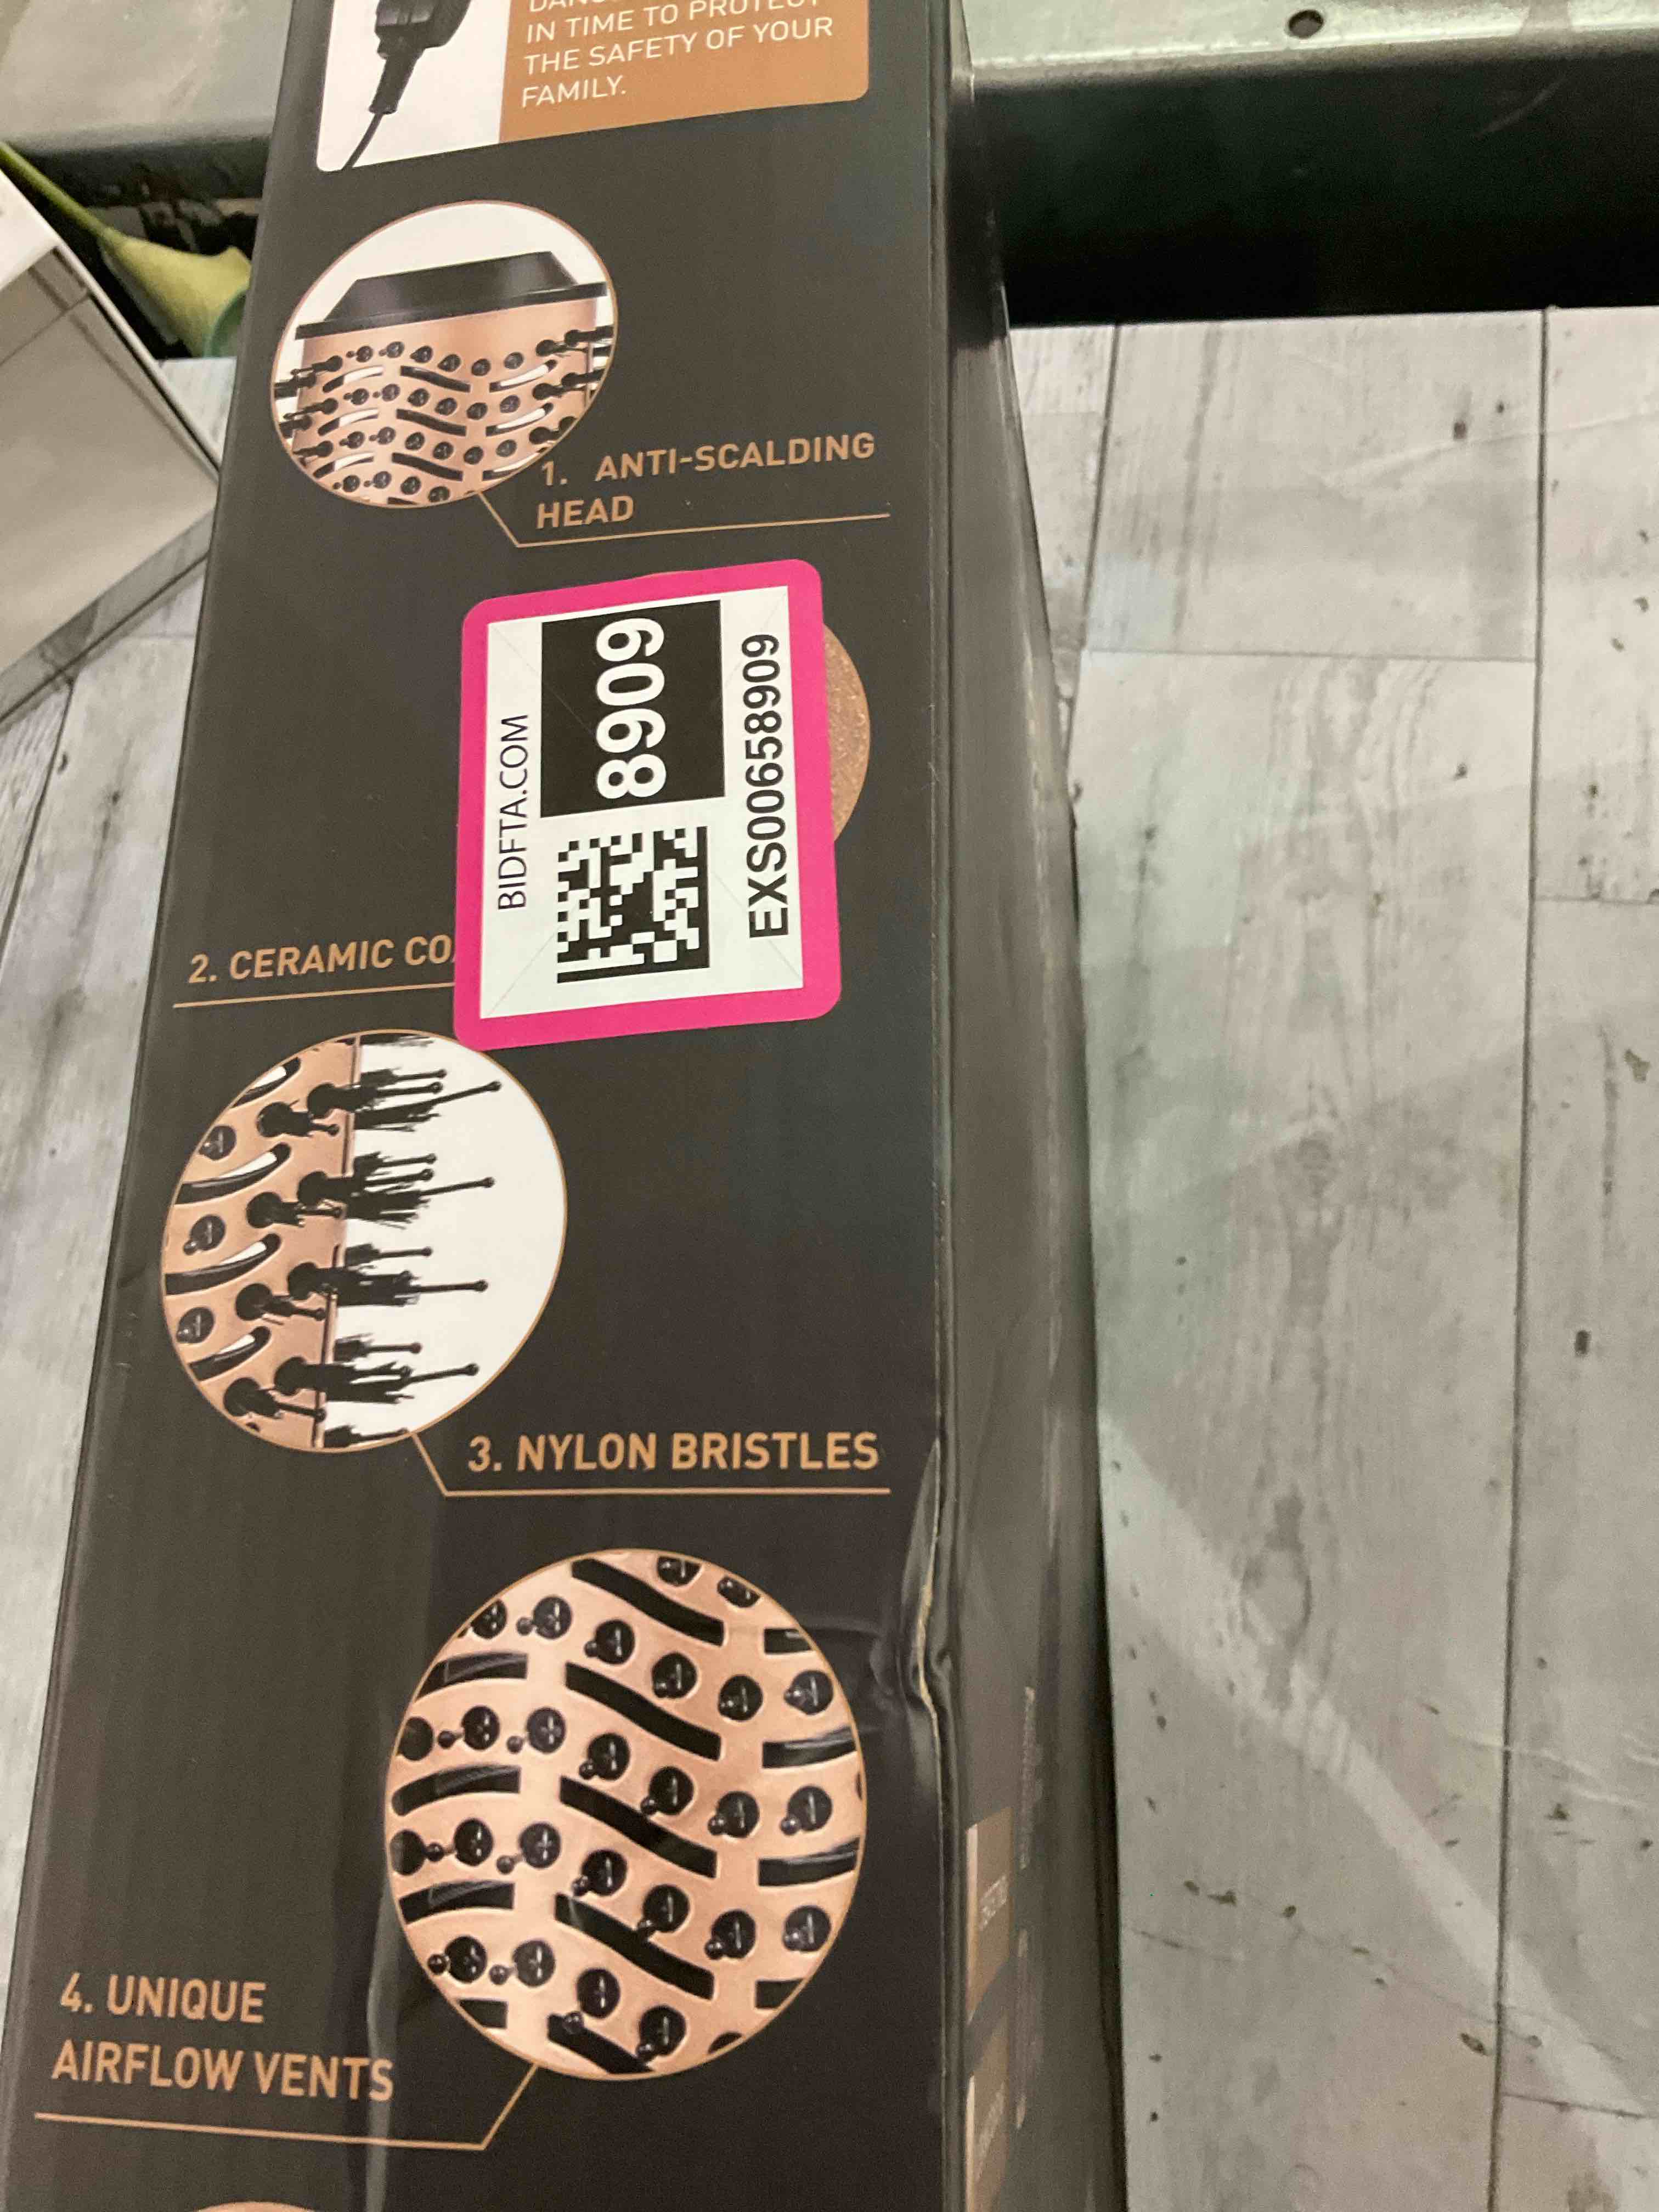 IN TIME TO PROTECT
THE SAFETY OF YOUR
FAMILY.
1. ANTI-SCALDING
HEAD
BIDFTA.COM
8909
EXS00658909
2. CERAMIC CO
3. NYLON BRISTLES
4. UNIQUE
AIRFLOW VENTS